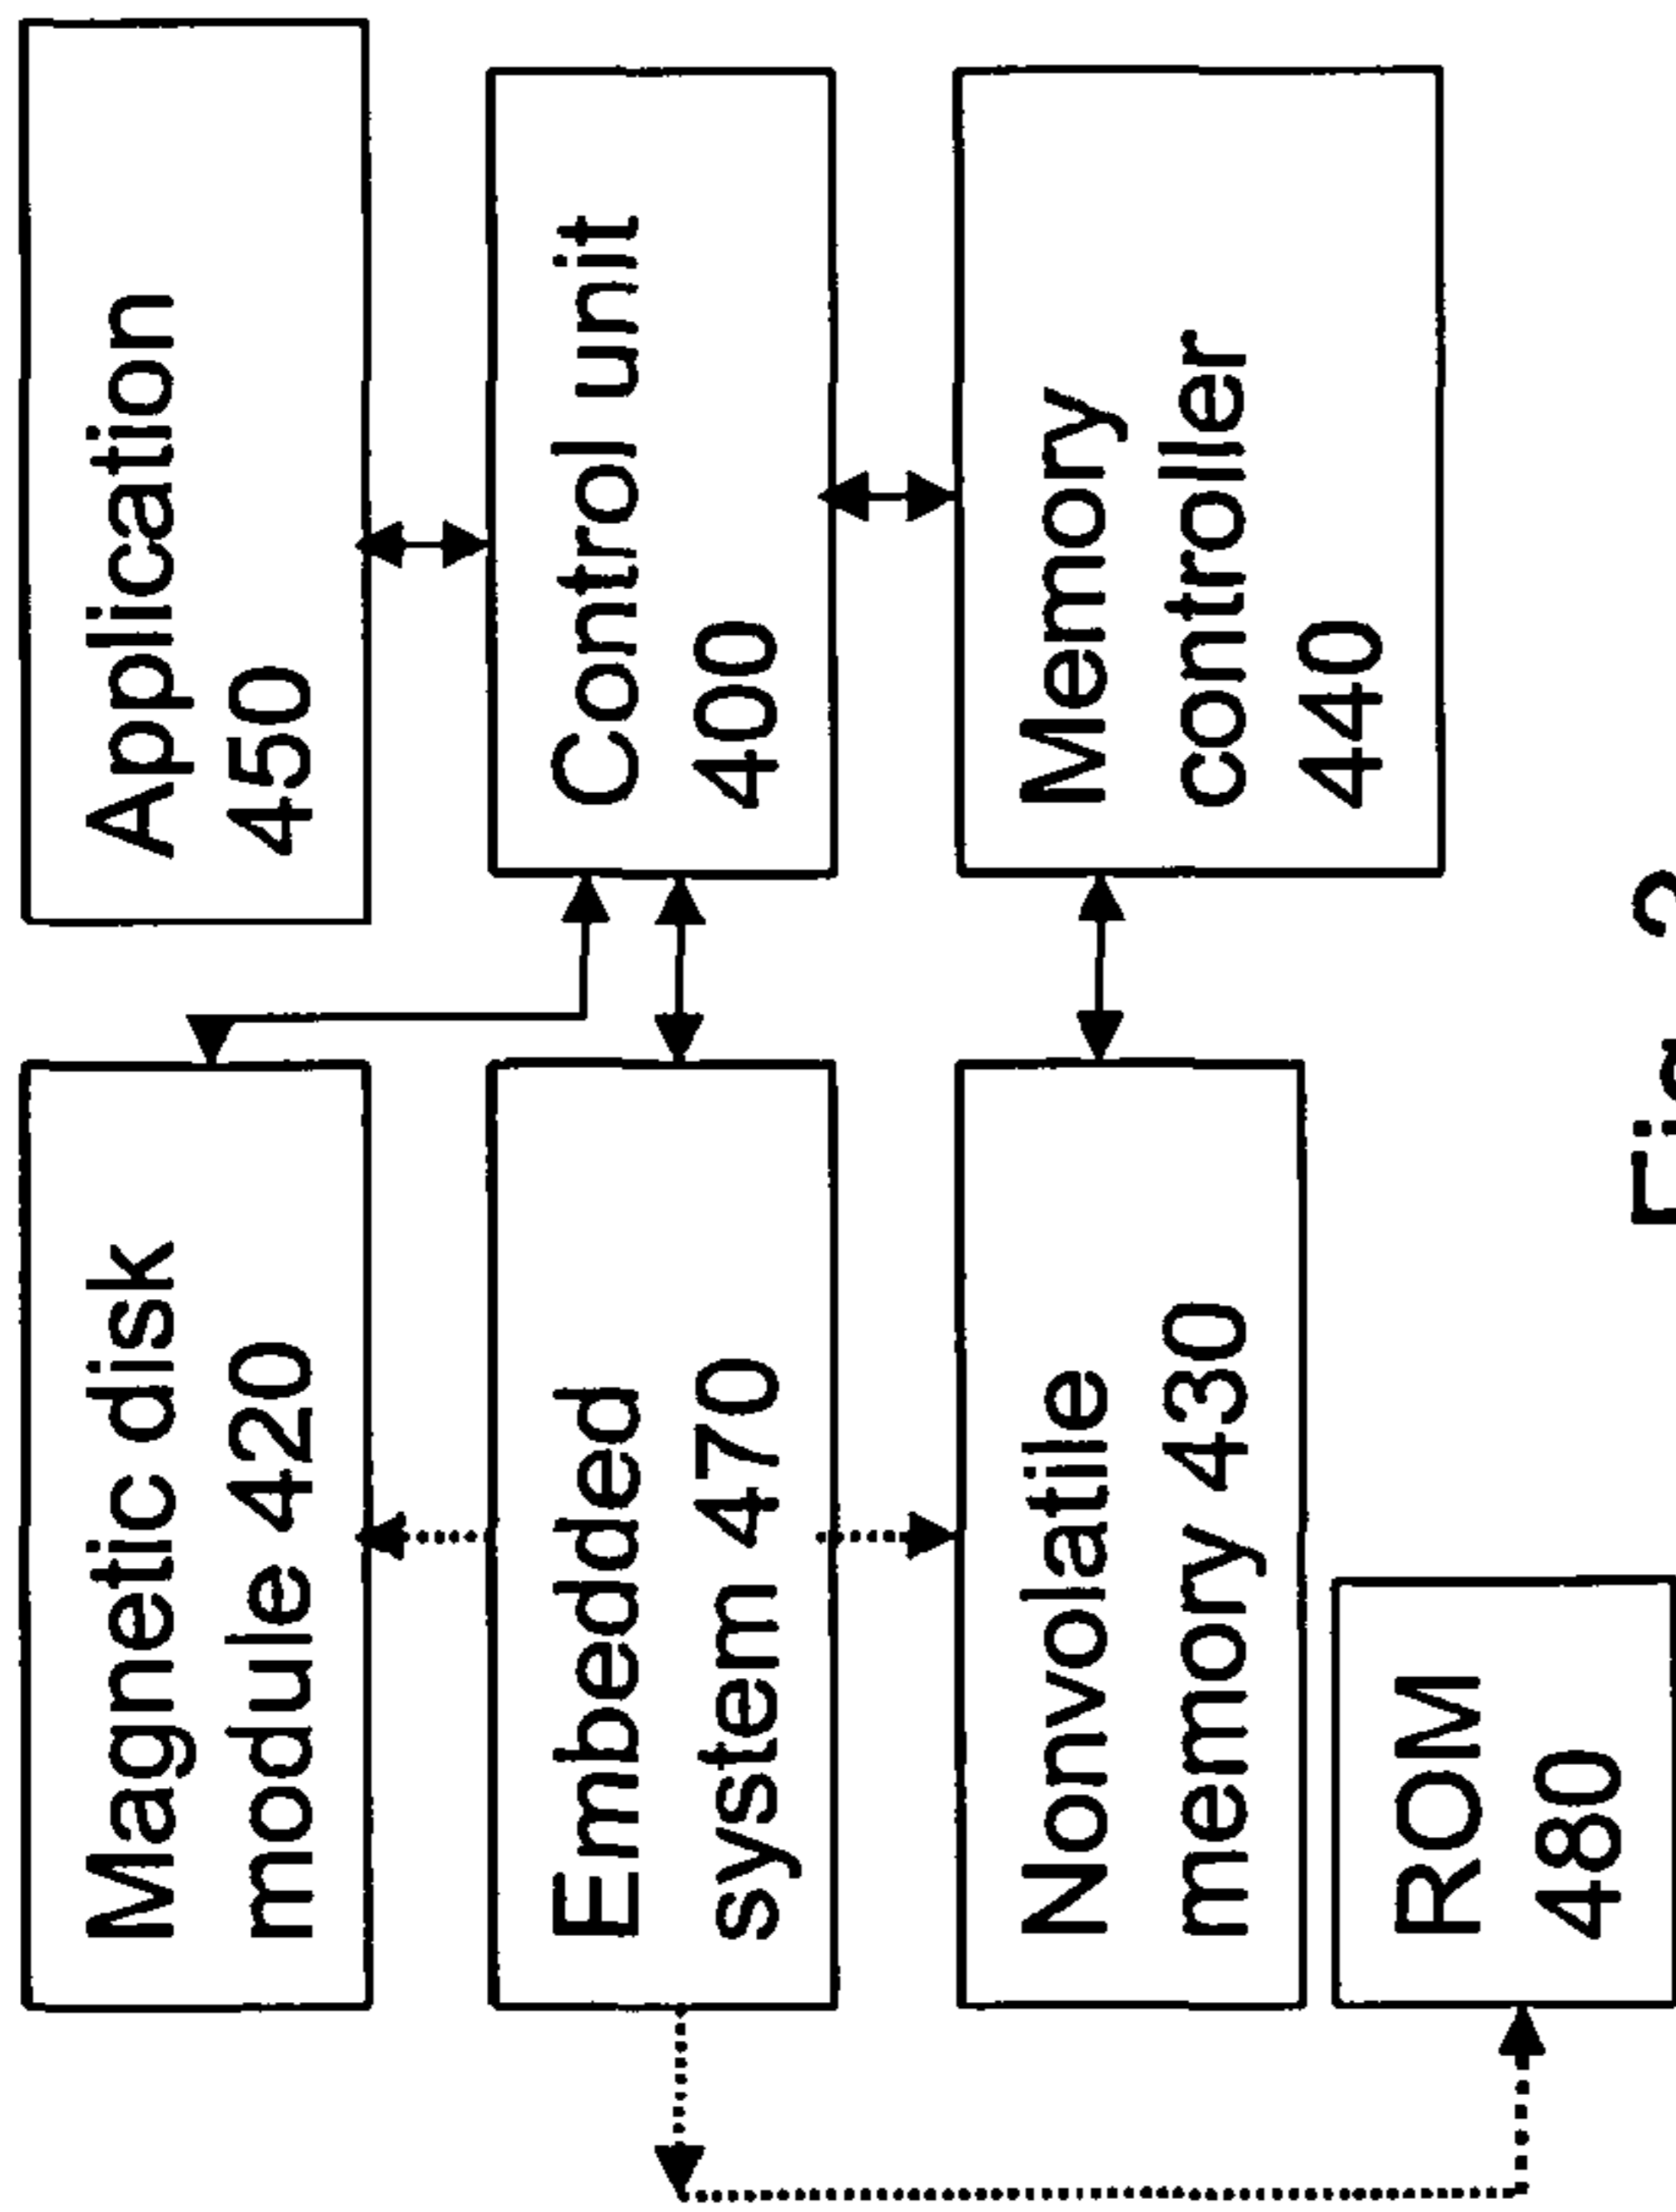 Magnetic disk
module 420
Application
450
Embedded
system 470
Control unit
400
Nonvolatile
memory 430
Memory
controller
440
ROM
480